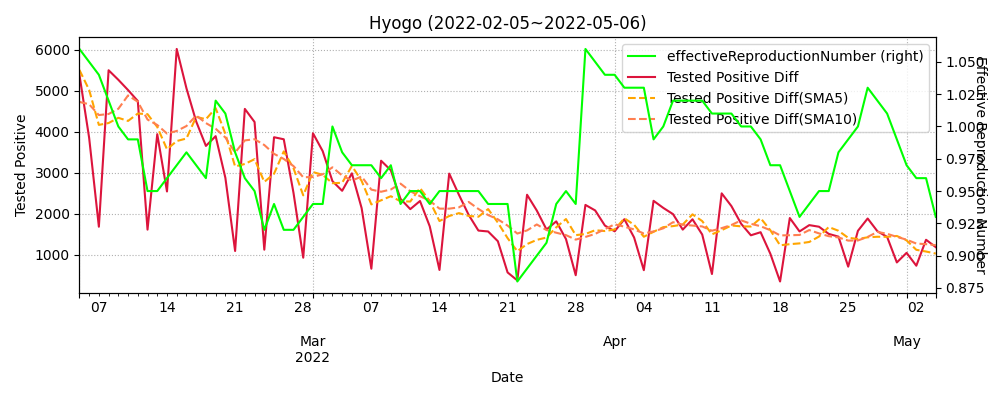 Hyogo (2022-02-05~2022-05-06)
effectiveReproductionNumber (right)
Tested Positive Diff
Tested Positive Diff(SMA5)
Tested Positive Diff(SMA10)
Tested Positive
6000
5000
4000
3000
2000
1000
1.050
1.025
1.000
0.975
0.950
0.925
0.900
0.875
Effective Reproduction Number
07 14 21 28 07 14 21 28 04 11 18 25 02
Mar Apr May
2022
Date